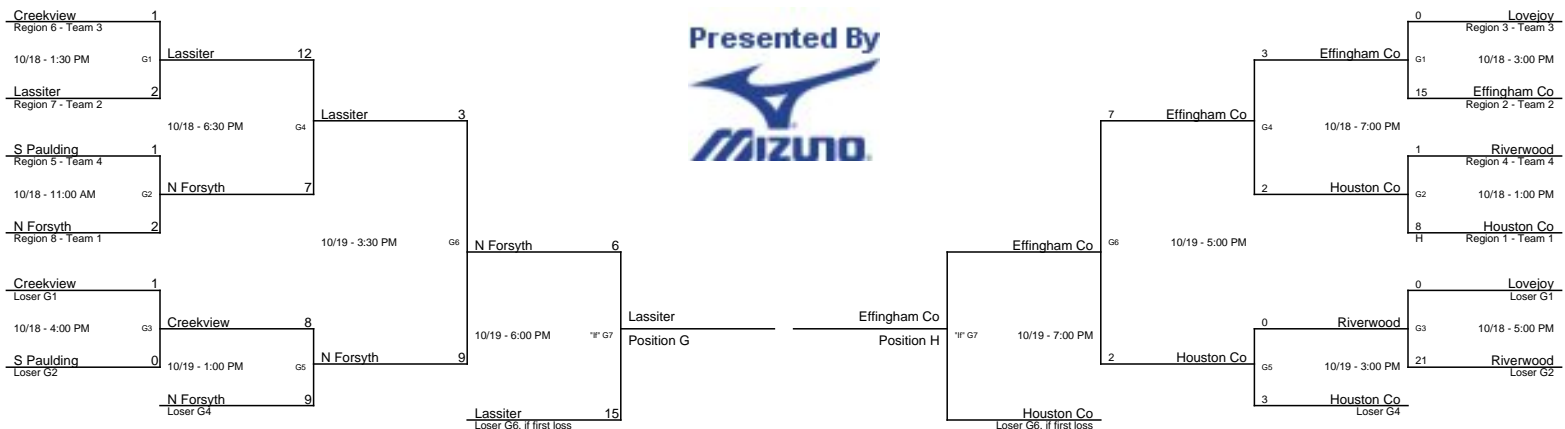 Creekview 1
Region 6 - Team 3
10/18 - 1:30 PM G1
Lassiter 2
Region 7 - Team 2
S Paulding 1
Region 5 - Team 4
10/18 - 11:00 AM G2
N Forsyth 2
Region 8 - Team 1
Creekview 1
Loser G1
10/18 - 4:00 PM G3
S Paulding 0
Loser G2
Lassiter 12
10/18 - 6:30 PM G4
N Forsyth 7
Creekview 8
10/19 - 1:00 PM G5
N Forsyth 9
Loser G4
Lassiter 3
10/19 - 3:30 PM G6
N Forsyth 9
N Forsyth 6
10/19 - 6:00 PM "If" G7
Lassiter 15
Loser G6, if first loss
Lassiter
Position G
Presented By
MIZUNO
Effingham Co
Position H
Effingham Co
"If" G7 10/19 - 7:00 PM
Houston Co
Loser G6, if first loss
7 Effingham Co
G6 10/19 - 5:00 PM
2 Houston Co
3 Effingham Co
G4 10/18 - 7:00 PM
2 Houston Co
0 Riverwood
G5 10/19 - 3:00 PM
3 Houston Co
Loser G4
0 Lovejoy
Region 3 - Team 3
G1 10/18 - 3:00 PM
15 Effingham Co
Region 2 - Team 2
1 Riverwood
Region 4 - Team 4
G2 10/18 - 1:00 PM
8 Houston Co
H Region 1 - Team 1
0 Lovejoy
Loser G1
G3 10/18 - 5:00 PM
21 Riverwood
Loser G2